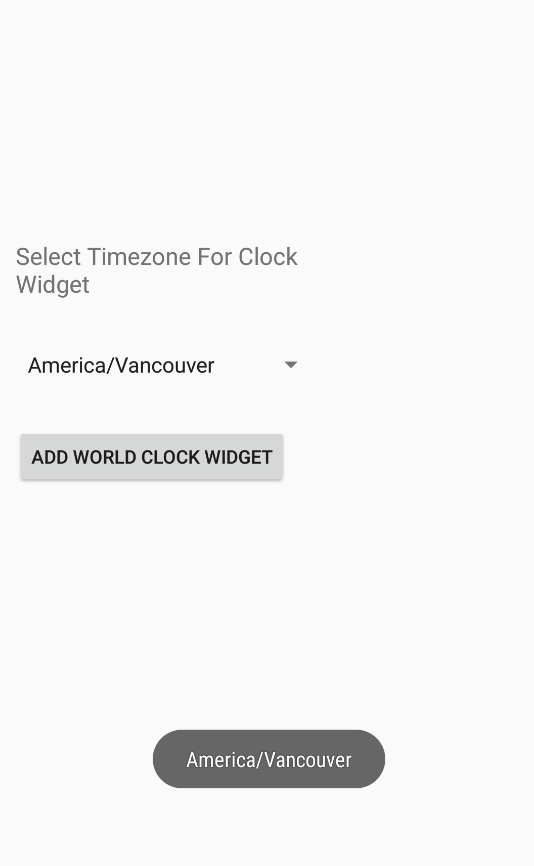 Select Timezone For Clock
Widget
America/Vancouver
ADD WORLD CLOCK WIDGET
America/Vancouver